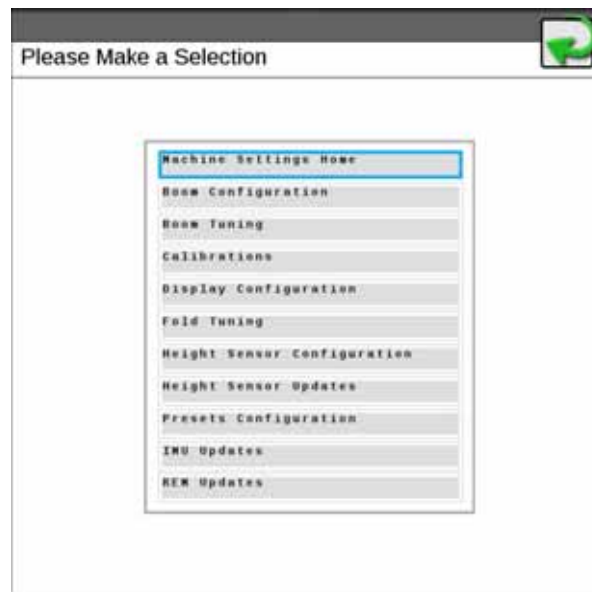 Please Make a Selection
Machine Settings Home
Boom Configuration
Boom Tuning
Calibrations
Display Configuration
Fold Tuning
Height Sensor Configuration
Height Sensor Updates
Presets Configuration
IMU Updates
REM Updates